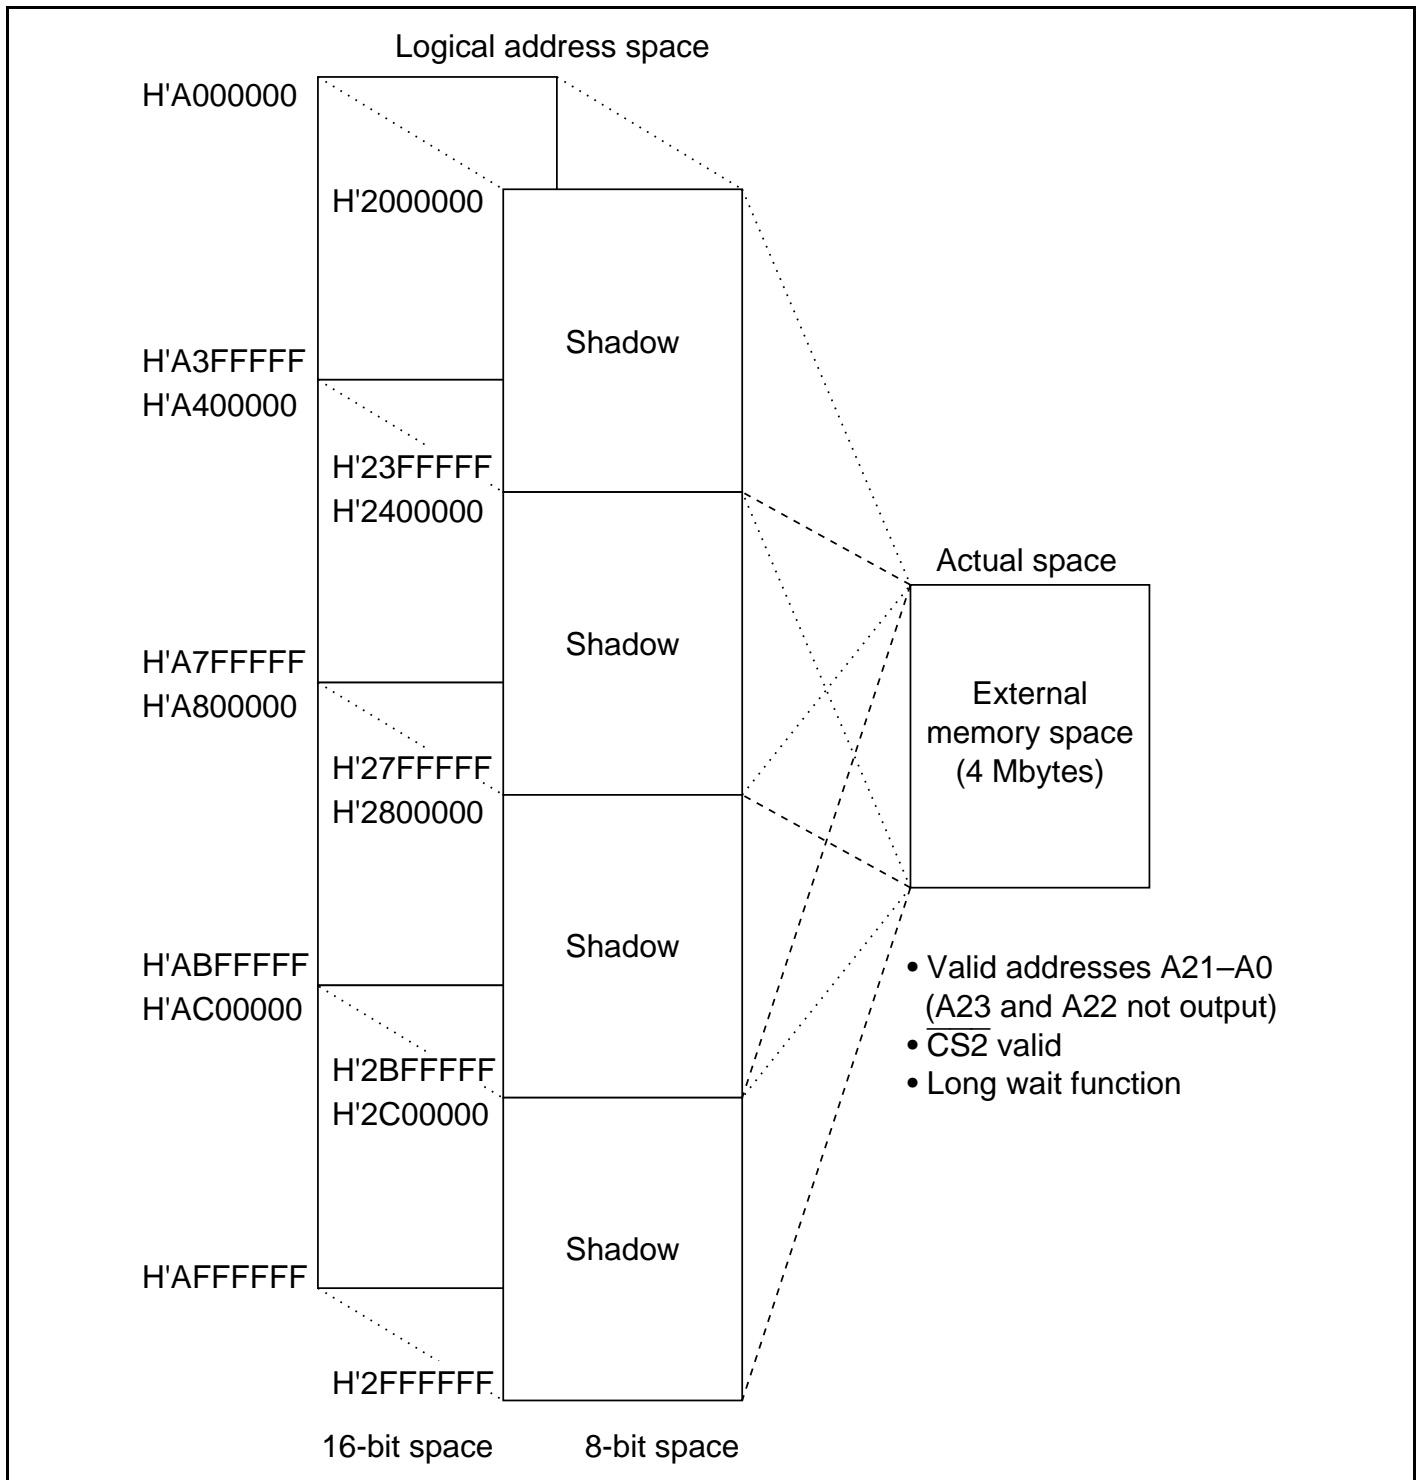 Logical address space
H'A000000
H'2000000
Shadow
H'A3FFFFF
H'A400000
H'23FFFFF
H'2400000
Actual space
Shadow
H'A7FFFFF
H'A800000
External
memory space
(4 Mbytes)
H'27FFFFF
H'2800000
Shadow
H'ABFFFFF
H'AC00000
• Valid addresses A21–A0
(A23 and A22 not output)
• C̅S̅2̅ valid
• Long wait function
H'2BFFFFF
H'2C00000
Shadow
H'AFFFFFF
H'2FFFFFF
16-bit space
8-bit space